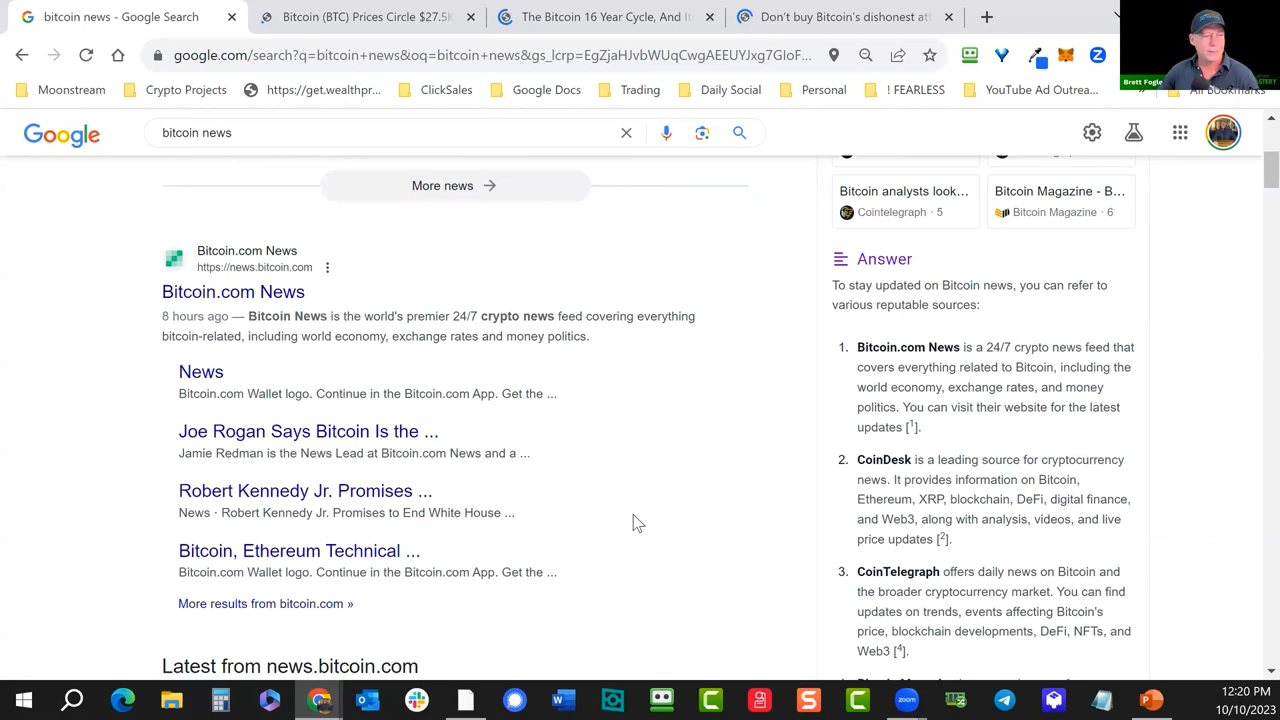 bitcoin news - Google Search
Bitcoin (BTC) Prices Circle $27.5K
The Bitcoin 16 Year Cycle, And It
Don't buy Bitcoin's dishonest at
google.com/search?q=bitcoin+news&oq=bitcoin+news&gs_lcrp=EgZjaHJvbWUqCwgAEEUYJxg7GIoF...
Brett Fogle
Moonstream
Crypto Projects
https://get.wealthpr...
BretCodes
Google Docs
Trading
Daily Social
Personal
! FEARLESS
YouTube Ad Outrea...
All Bookmarks
Google
bitcoin news
More news
Bitcoin analysts look...
Cointelegraph · 5
Bitcoin Magazine - B...
Bitcoin Magazine · 6
Bitcoin.com News
https://news.bitcoin.com
Bitcoin.com News
8 hours ago — Bitcoin News is the world's premier 24/7 crypto news feed covering everything
bitcoin-related, including world economy, exchange rates and money politics.
News
Bitcoin.com Wallet logo. Continue in the Bitcoin.com App. Get the ...
Joe Rogan Says Bitcoin Is the ...
Jamie Redman is the News Lead at Bitcoin.com News and a ...
Robert Kennedy Jr. Promises ...
News · Robert Kennedy Jr. Promises to End White House ...
Bitcoin, Ethereum Technical ...
Bitcoin.com Wallet logo. Continue in the Bitcoin.com App. Get the ...
More results from bitcoin.com »
Latest from news.bitcoin.com
Answer
To stay updated on Bitcoin news, you can refer to
various reputable sources:
1. Bitcoin.com News is a 24/7 crypto news feed that
covers everything related to Bitcoin, including the
world economy, exchange rates, and money
politics. You can visit their website for the latest
updates [1].
2. CoinDesk is a leading source for cryptocurrency
news. It provides information on Bitcoin,
Ethereum, XRP, blockchain, DeFi, digital finance,
and Web3, along with analysis, videos, and live
price updates [2].
3. CoinTelegraph offers daily news on Bitcoin and
the broader cryptocurrency market. You can find
updates on trends, events affecting Bitcoin's
price, blockchain developments, DeFi, NFTs, and
Web3 [4].
zoom
12:20 PM
10/10/2023